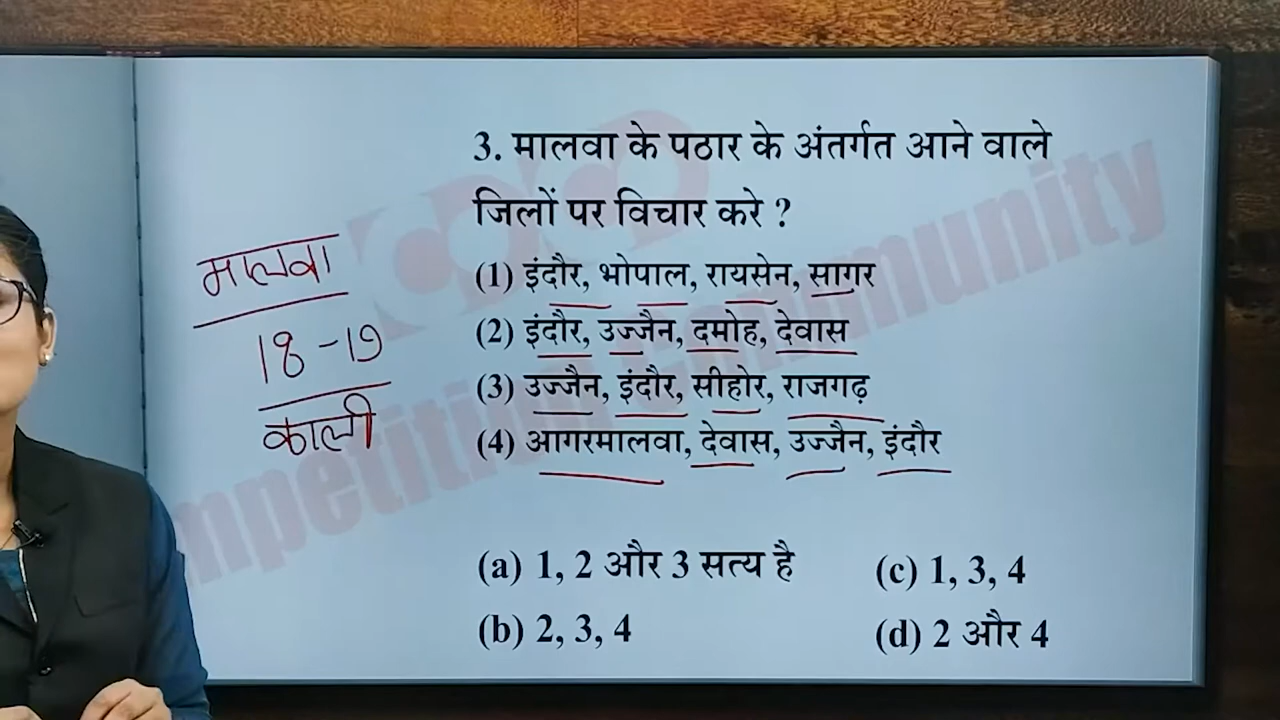 3. मालवा के पठार के अंतर्गत आने वाले
जिलों पर विचार करे ?
(1) इंदौर, भोपाल, रायसेन, सागर
(2) इंदौर, उज्जैन, दमोह, देवास
(3) उज्जैन, इंदौर, सीहोर, राजगढ़
(4) आगरमालवा, देवास, उज्जैन, इंदौर
(a) 1, 2 और 3 सत्य है
(b) 2, 3, 4
(c) 1, 3, 4
(d) 2 और 4
मालवा
18-19
काली
mpetition Community